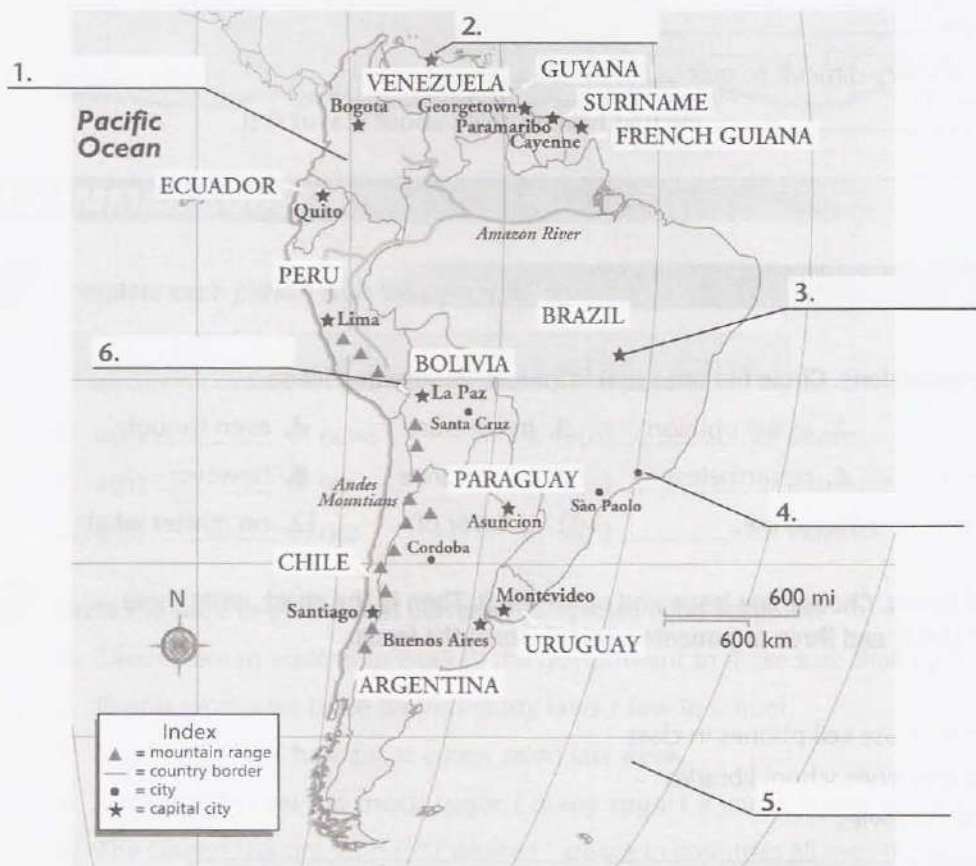 2.
1.
GUYANA
VENEZUELA
Bogota
Georgetown
SURINAME
Pacific
Ocean
Paramaribo
Cayenne
FRENCH GUIANA
ECUADOR
Quito
Amazon River
PERU
BRAZIL
3.
Lima
6.
BOLIVIA
La Paz
Santa Cruz
PARAGUAY
Andes
Mountians
São Paolo
4.
Asuncion
Cordoba
CHILE
N
Santiago
Montevideo
600 mi
Buenos Aires
URUGUAY
600 km
ARGENTINA
Index
= mountain range
= country border
= city
= capital city
5.